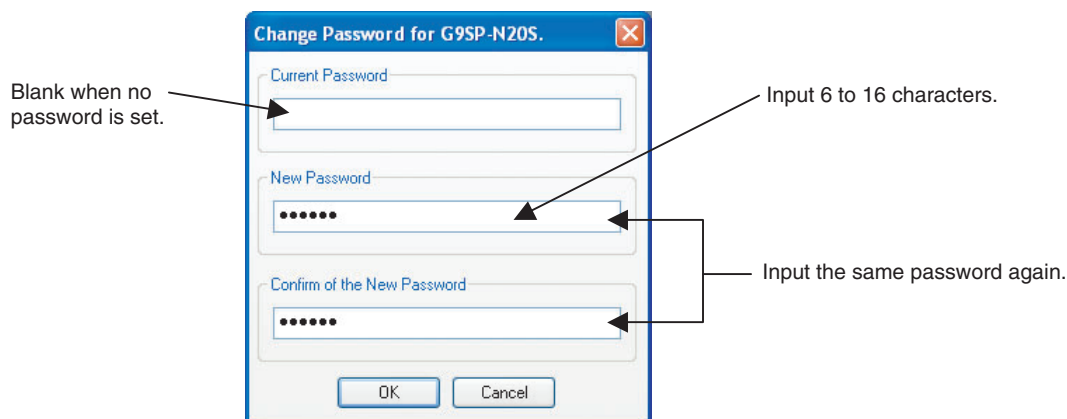 Change Password for G9SP-N20S.
Current Password
Blank when no
password is set.
Input 6 to 16 characters.
New Password
••••••
Input the same password again.
Confirm of the New Password
••••••
OK
Cancel